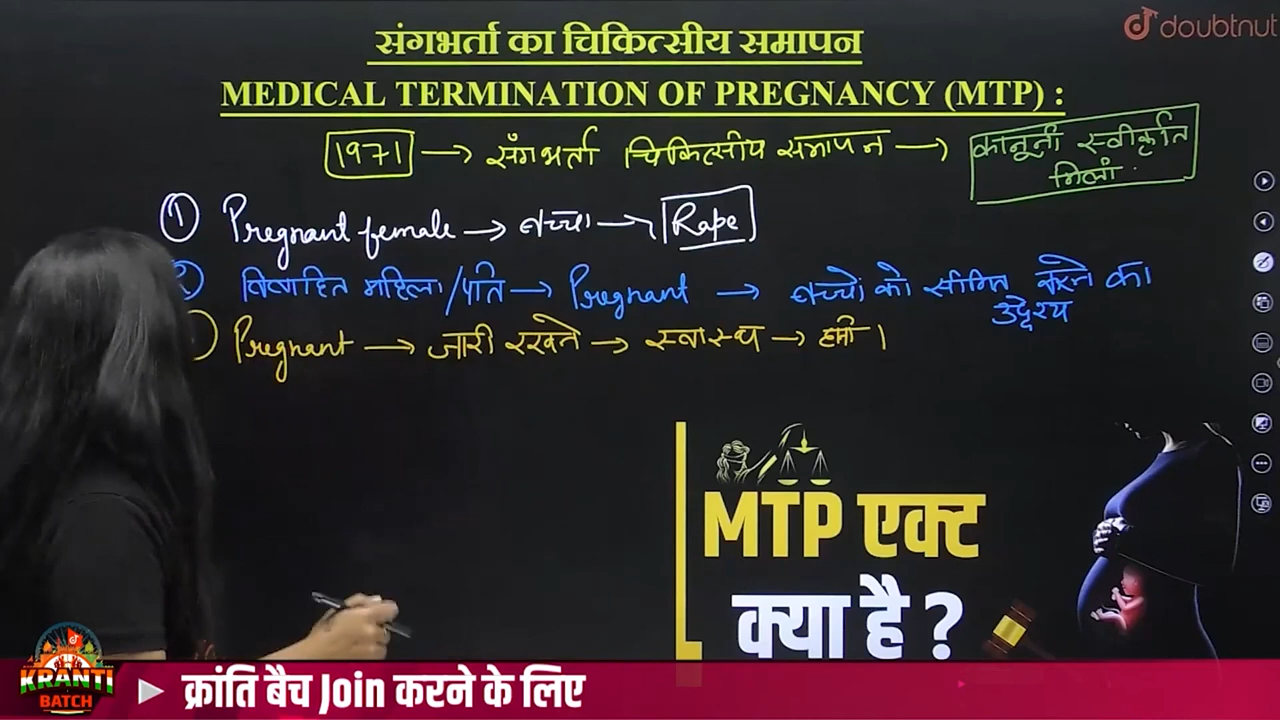 doubtnut
संगभर्ता का चिकित्सीय समापन
MEDICAL TERMINATION OF PREGNANCY (MTP) :
1971 → सँगभर्ता चिकित्सीय समापन → कानूनी स्वीकृति
मिली.
① Pregnant female → बच्चा → Rape
विवाहित महिला/पति → Pregnant → बच्चों को सीमित करने का
उद्देश्य
Pregnant → जारी रखने → स्वास्थ्य → हानी।
MTP एक्ट
क्या है ?
KRANTI
BATCH
क्रांति बैच Join करने के लिए